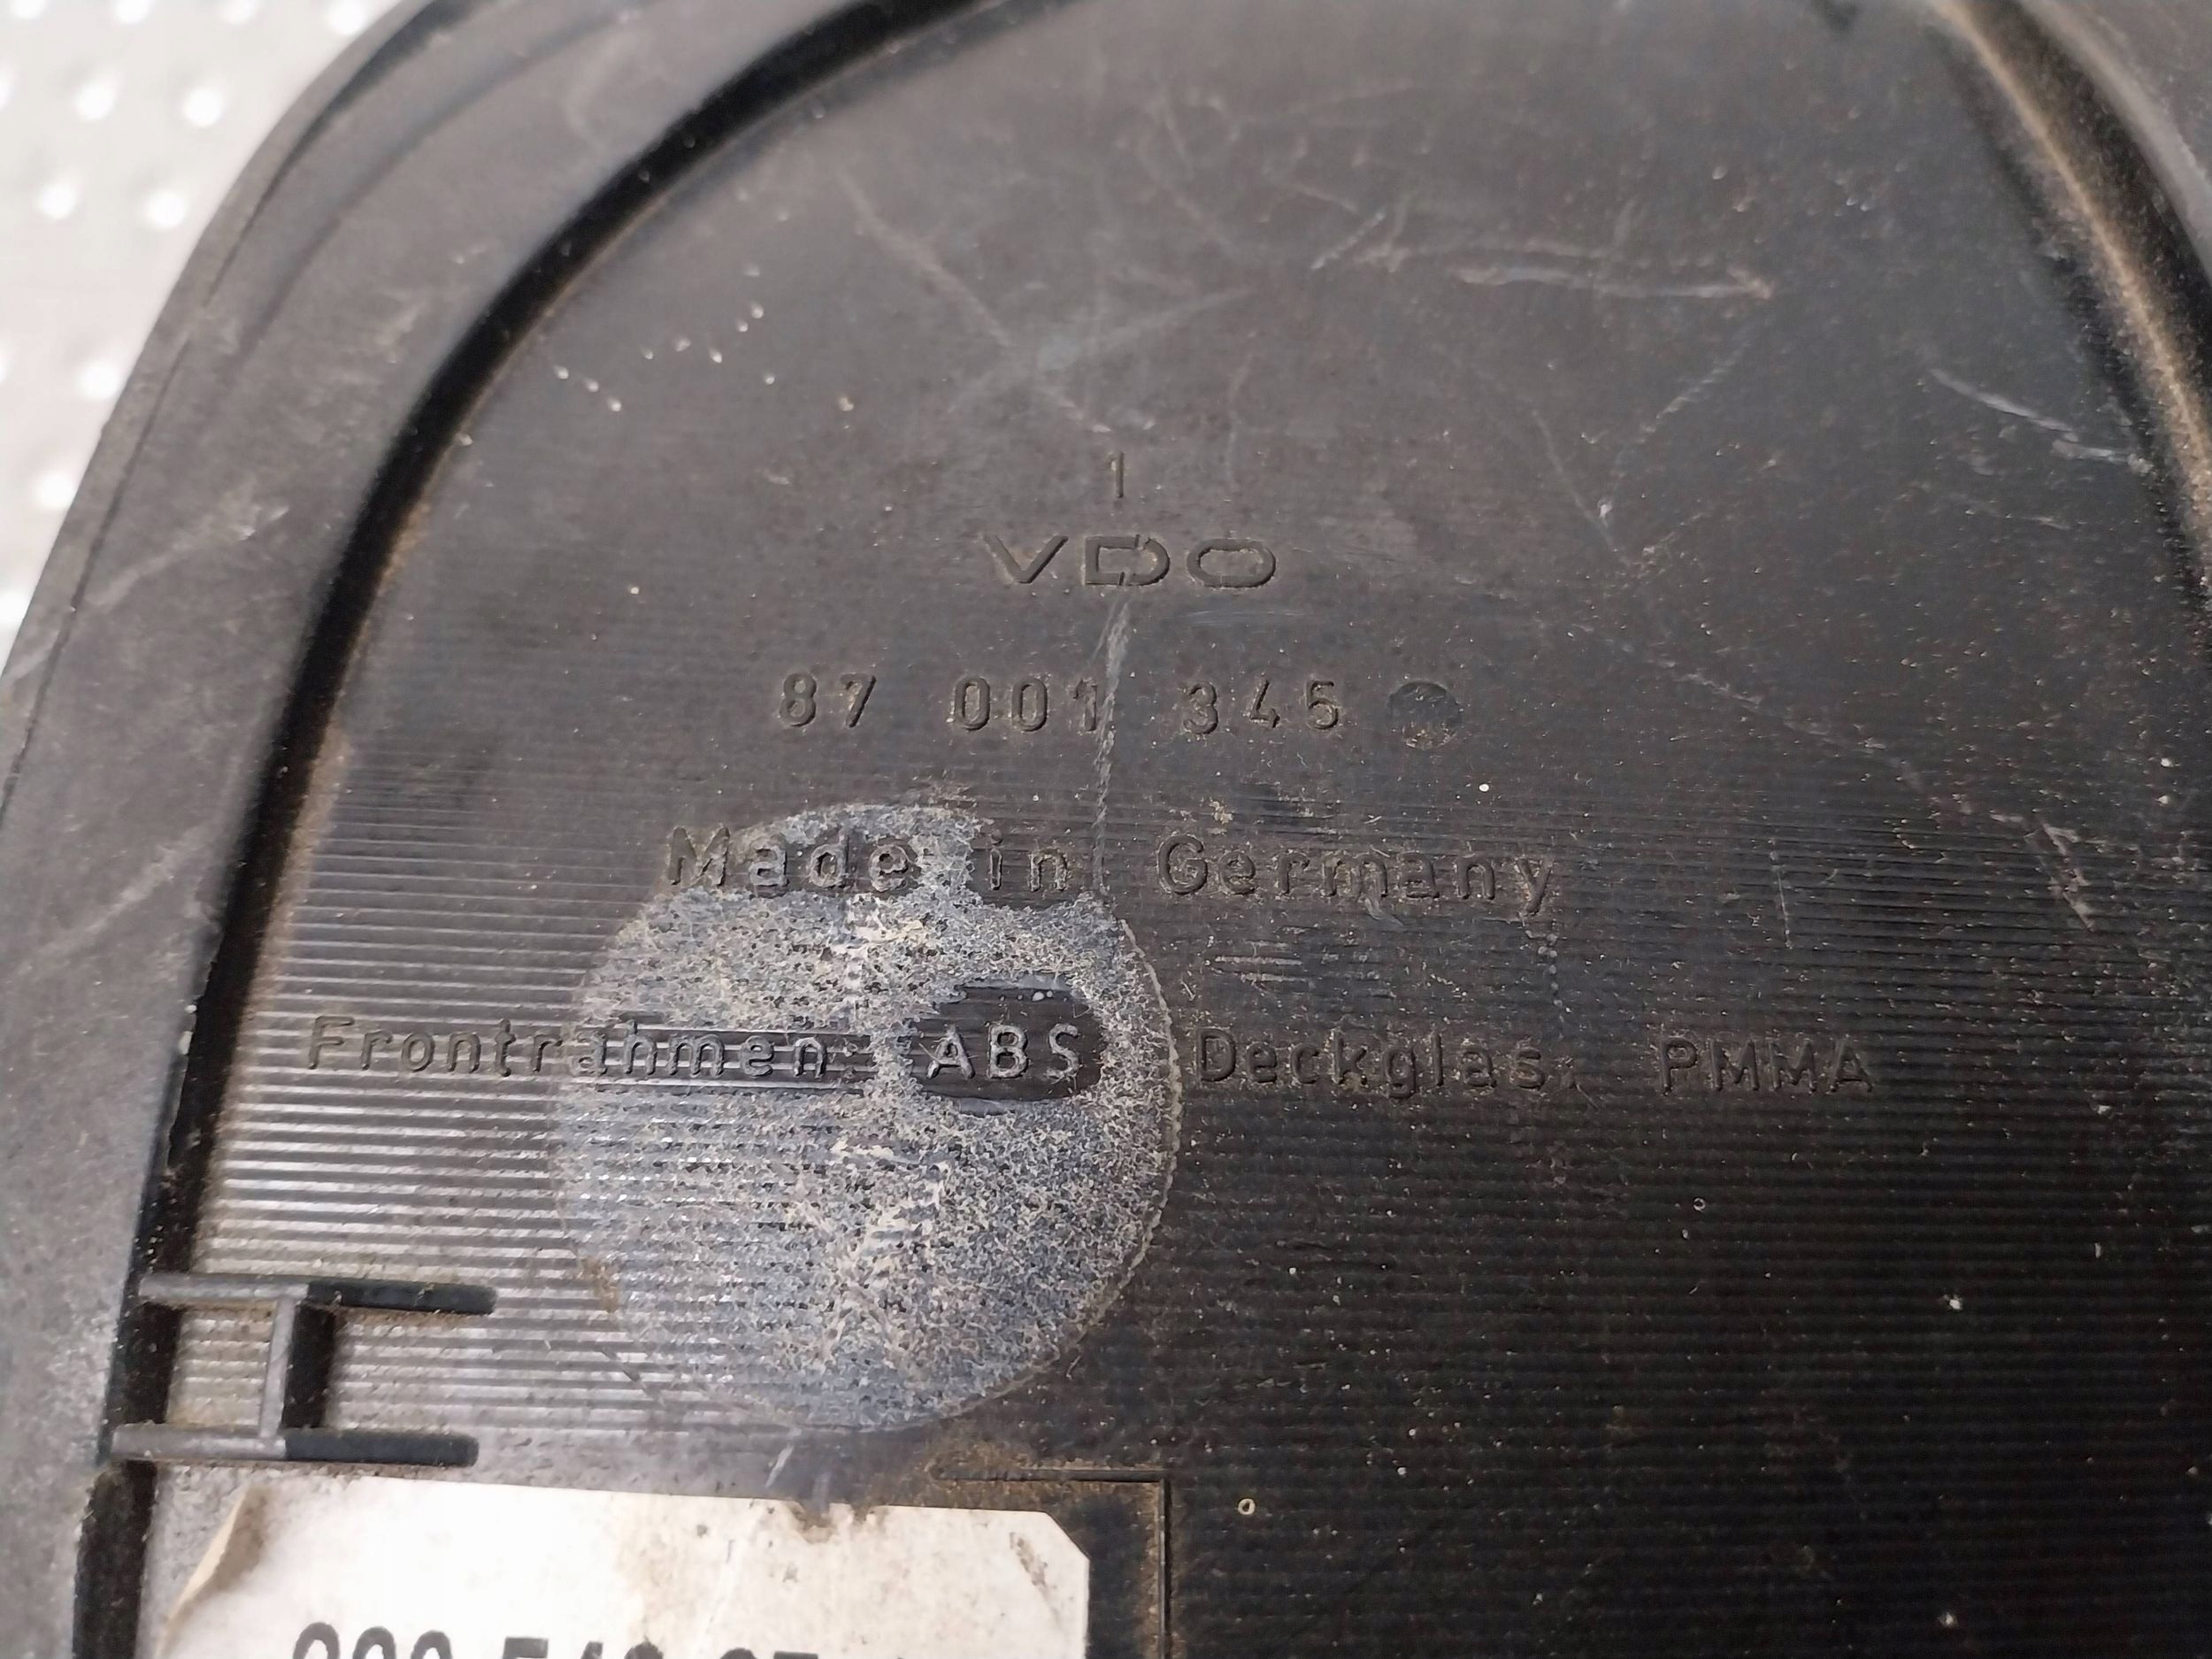 1
VDO
87 001 345
Made in Germany
Frontrahmen: ABS Deckglas: PMMA